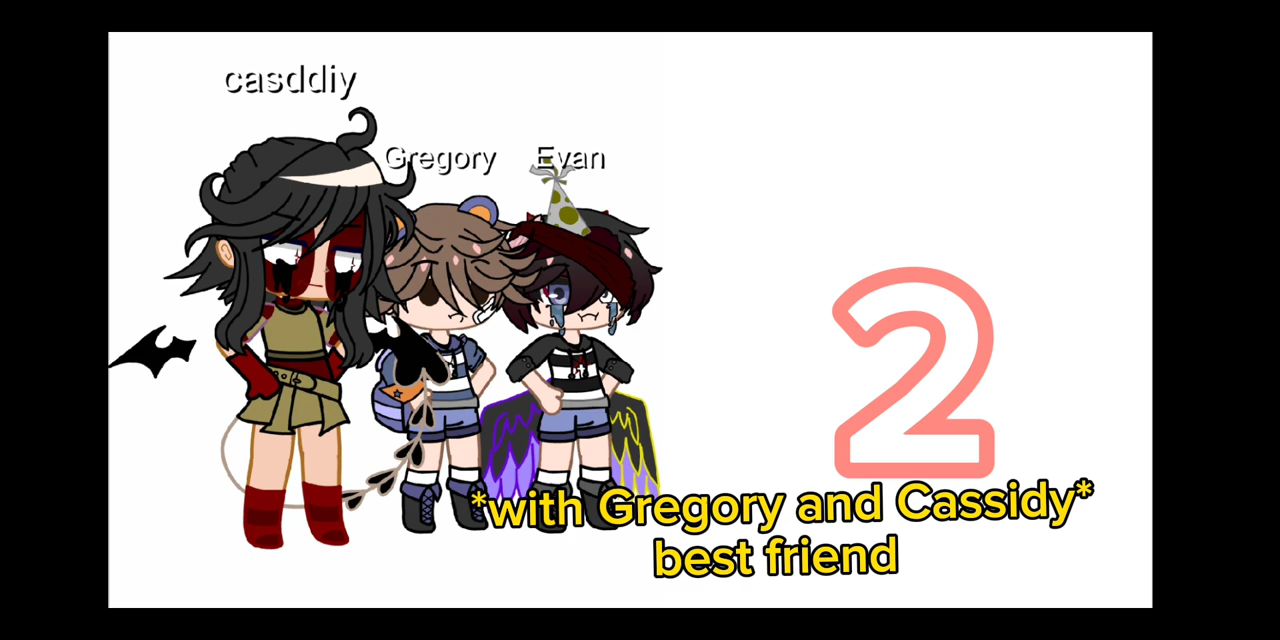 casddiy
Gregory
Evan
2
*with Gregory and Cassidy*
best friend